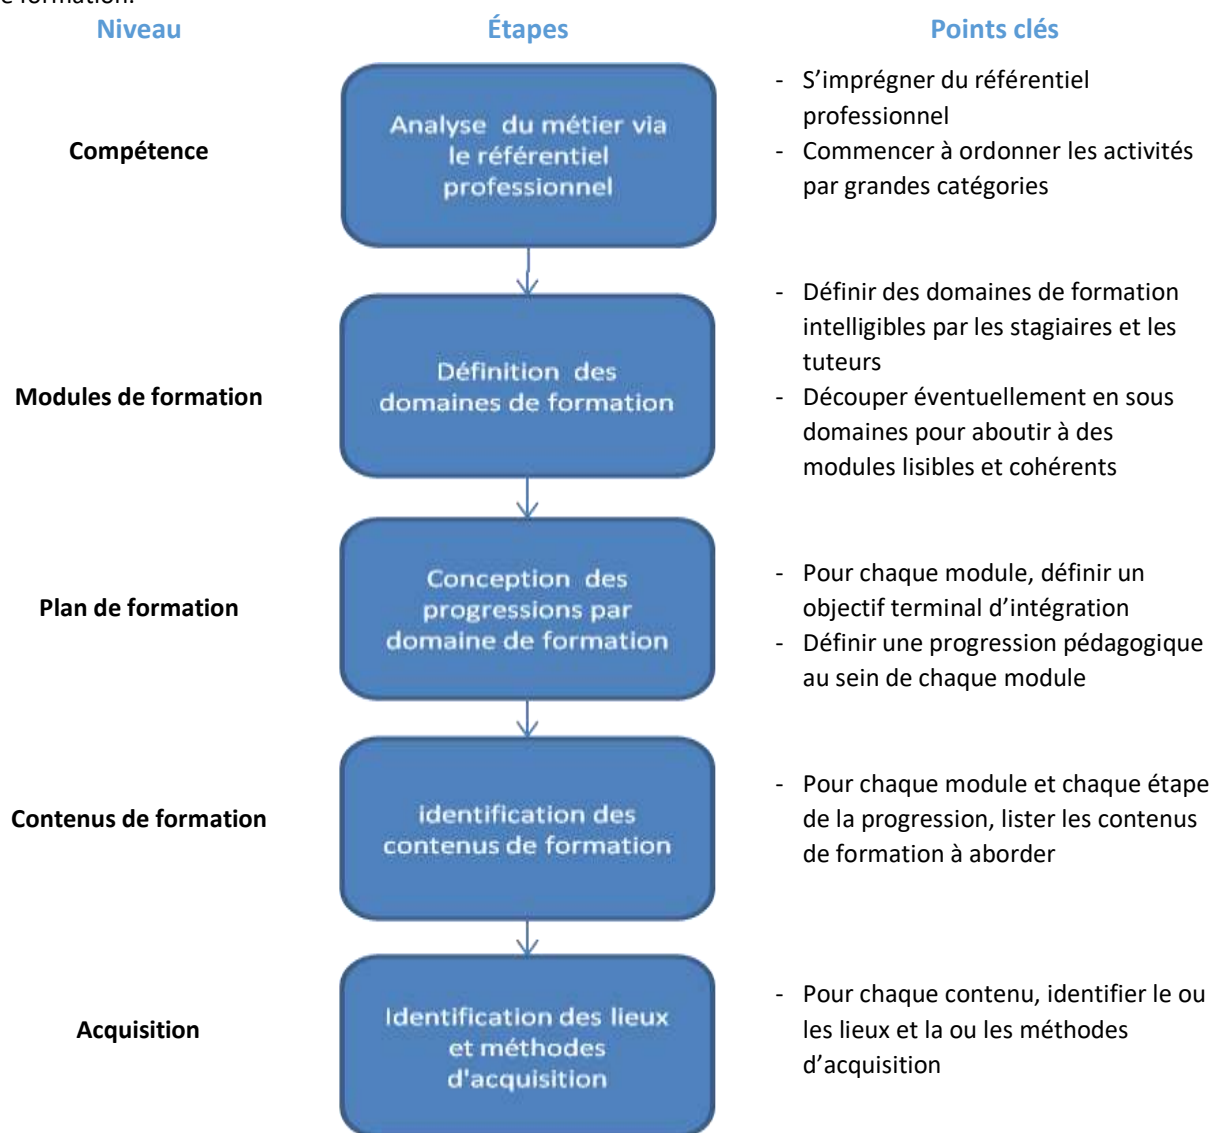 e formation.
Niveau
Étapes
Points clés
Compétence
Analyse du métier via
le référentiel
professionnel
- S’imprégner du référentiel
professionnel
- Commencer à ordonner les activités
par grandes catégories
Modules de formation
Définition des
domaines de formation
- Définir des domaines de formation
intelligibles par les stagiaires et les
tuteurs
- Découper éventuellement en sous
domaines pour aboutir à des
modules lisibles et cohérents
Plan de formation
Conception des
progressions par
domaine de formation
- Pour chaque module, définir un
objectif terminal d’intégration
- Définir une progression pédagogique
au sein de chaque module
Contenus de formation
identification des
contenus de formation
- Pour chaque module et chaque étape
de la progression, lister les contenus
de formation à aborder
Acquisition
Identification des lieux
et méthodes
d'acquisition
- Pour chaque contenu, identifier le ou
les lieux et la ou les méthodes
d’acquisition